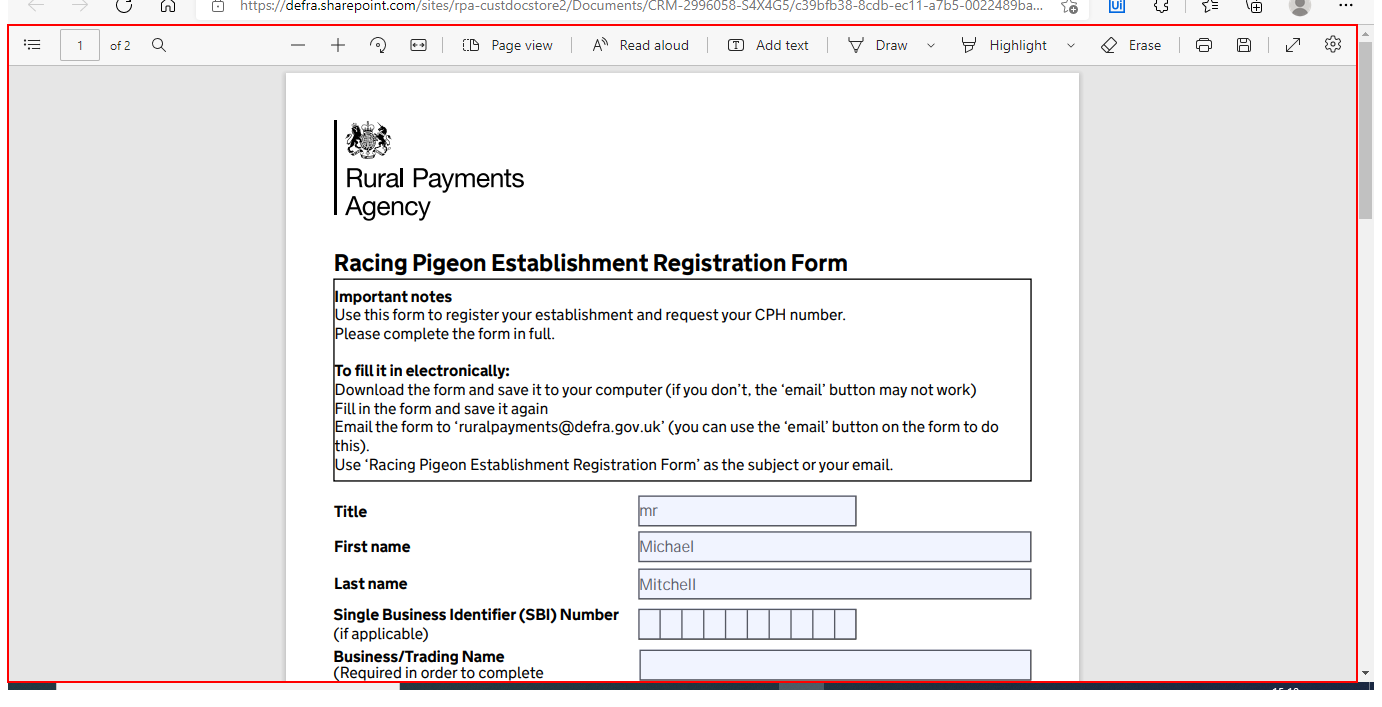 https://defra.sharepoint.com/sites/rpa-custdocstore2/Documents/CRM-2996058-S4X4G5/c39bfb38-8cdb-ec11-a7b5-0022489ba...
1 of 2 Page view Read aloud Add text Draw Highlight Erase
Rural Payments
Agency
Racing Pigeon Establishment Registration Form
Important notes
Use this form to register your establishment and request your CPH number.
Please complete the form in full.
To fill it in electronically:
Download the form and save it to your computer (if you don't, the 'email' button may not work)
Fill in the form and save it again
Email the form to 'ruralpayments@defra.gov.uk' (you can use the 'email' button on the form to do
this).
Use 'Racing Pigeon Establishment Registration Form' as the subject or your email.
Title mr
First name Michael
Last name Mitchell
Single Business Identifier (SBI) Number
(if applicable)
Business/Trading Name
(Required in order to complete